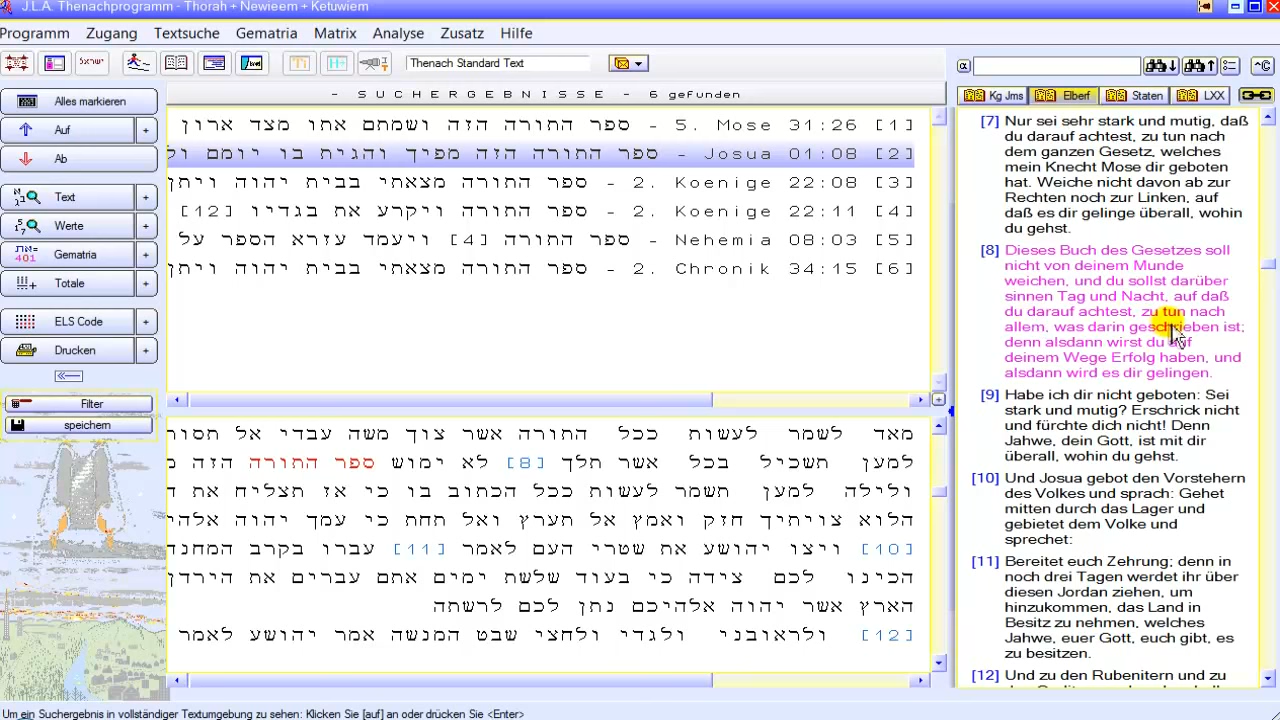 J.L.A. Thenachprogramm - Thorah + Newieem + Ketuwiem
Programm Zugang Textsuche Gematria Matrix Analyse Zusatz Hilfe
Thenach Standard Text
Alles markieren
Auf +
Ab
Text +
Werte +
Gematria +
Totale +
ELS Code +
Drucken +
Filter
speichern
- SUCHERGEBNISSE - 6 gefunden
[1] 5. Mose 31:26 - ספר התורה הזה ושמתם אתו מצד ארון
[2] Josua 01:08 - ספר התורה הזה מפיך והגית בו יומם ול
[3] 2. Koenige 22:08 - ספר התורה מצאתי בבית יהוה ויתן
[4] 2. Koenige 22:11 - ספר התורה ויקרע את בגדיו [12]
[5] Nehemia 08:03 - ספר התורה [4] ויעמד עזרא הספר על
[6] 2. Chronik 34:15 - ספר התורה מצאתי בבית יהוה ויתן
מאד לשמר לעשות ככל התורה אשר צוך משה עבדי אל תסור
למען תשכיל בכל אשר תלך [8] לא ימוש ספר התורה הזה מ
ולילה למען תשמר לעשות ככל הכתוב בו כי אז תצליח את ד
הלוא צויתיך חזק ואמץ אל תערץ ואל תחת כי עמך יהוה אלהי
[10] ויצו יהושע את שטרי העם לאמר [11] עברו בקרב המחנה
הכינו לכם צידה כי בעוד שלשת ימים אתם עברים את הירדן
הארץ אשר יהוה אלהיכם נתן לכם לרשתה
[12] ולראובני ולגדי ולחצי שבט המנשה אמר יהושע לאמר
Kg Jms Elberf Staten LXX
[7] Nur sei sehr stark und mutig, daß
du darauf achtest, zu tun nach
dem ganzen Gesetz, welches
mein Knecht Mose dir geboten
hat. Weiche nicht davon ab zur
Rechten noch zur Linken, auf
daß es dir gelinge überall, wohin
du gehst.
[8] Dieses Buch des Gesetzes soll
nicht von deinem Munde
weichen, und du sollst darüber
sinnen Tag und Nacht, auf daß
du darauf achtest, zu tun nach
allem, was darin geschrieben ist;
denn alsdann wirst du auf
deinem Wege Erfolg haben, und
alsdann wird es dir gelingen.
[9] Habe ich dir nicht geboten: Sei
stark und mutig? Erschrick nicht
und fürchte dich nicht! Denn
Jahwe, dein Gott, ist mit dir
überall, wohin du gehst.
[10] Und Josua gebot den Vorstehern
des Volkes und sprach: Gehet
mitten durch das Lager und
gebietet dem Volke und
sprechet:
[11] Bereitet euch Zehrung; denn in
noch drei Tagen werdet ihr über
diesen Jordan ziehen, um
hinzukommen, das Land in
Besitz zu nehmen, welches
Jahwe, euer Gott, euch gibt, es
zu besitzen.
[12] Und zu den Rubenitern und zu
Um ein Suchergebnis in vollständiger Textumgebung zu sehen: Klicken Sie [auf] an oder drücken Sie <Enter>